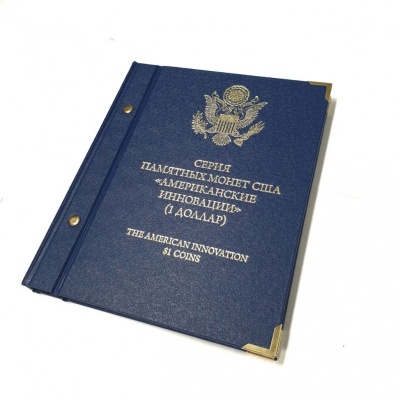 СЕРИЯ
ПАМЯТНЫХ МОНЕТ США
«АМЕРИКАНСКИЕ
ИННОВАЦИИ»
(1 ДОЛЛАР)
THE AMERICAN INNOVATION
$1 COINS